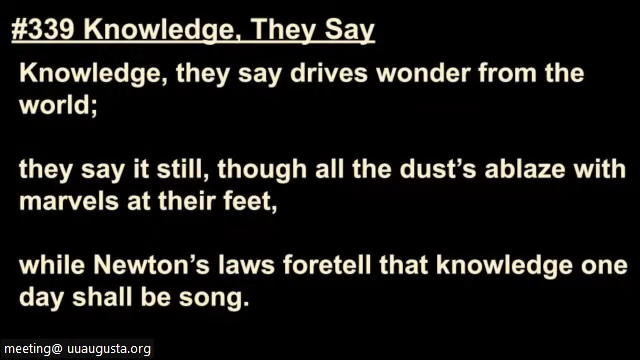 #339 Knowledge, They Say
Knowledge, they say drives wonder from the
world;
they say it still, though all the dust's ablaze with
marvels at their feet,
while Newton's laws foretell that knowledge one
day shall be song.
meeting@ uuaugusta.org